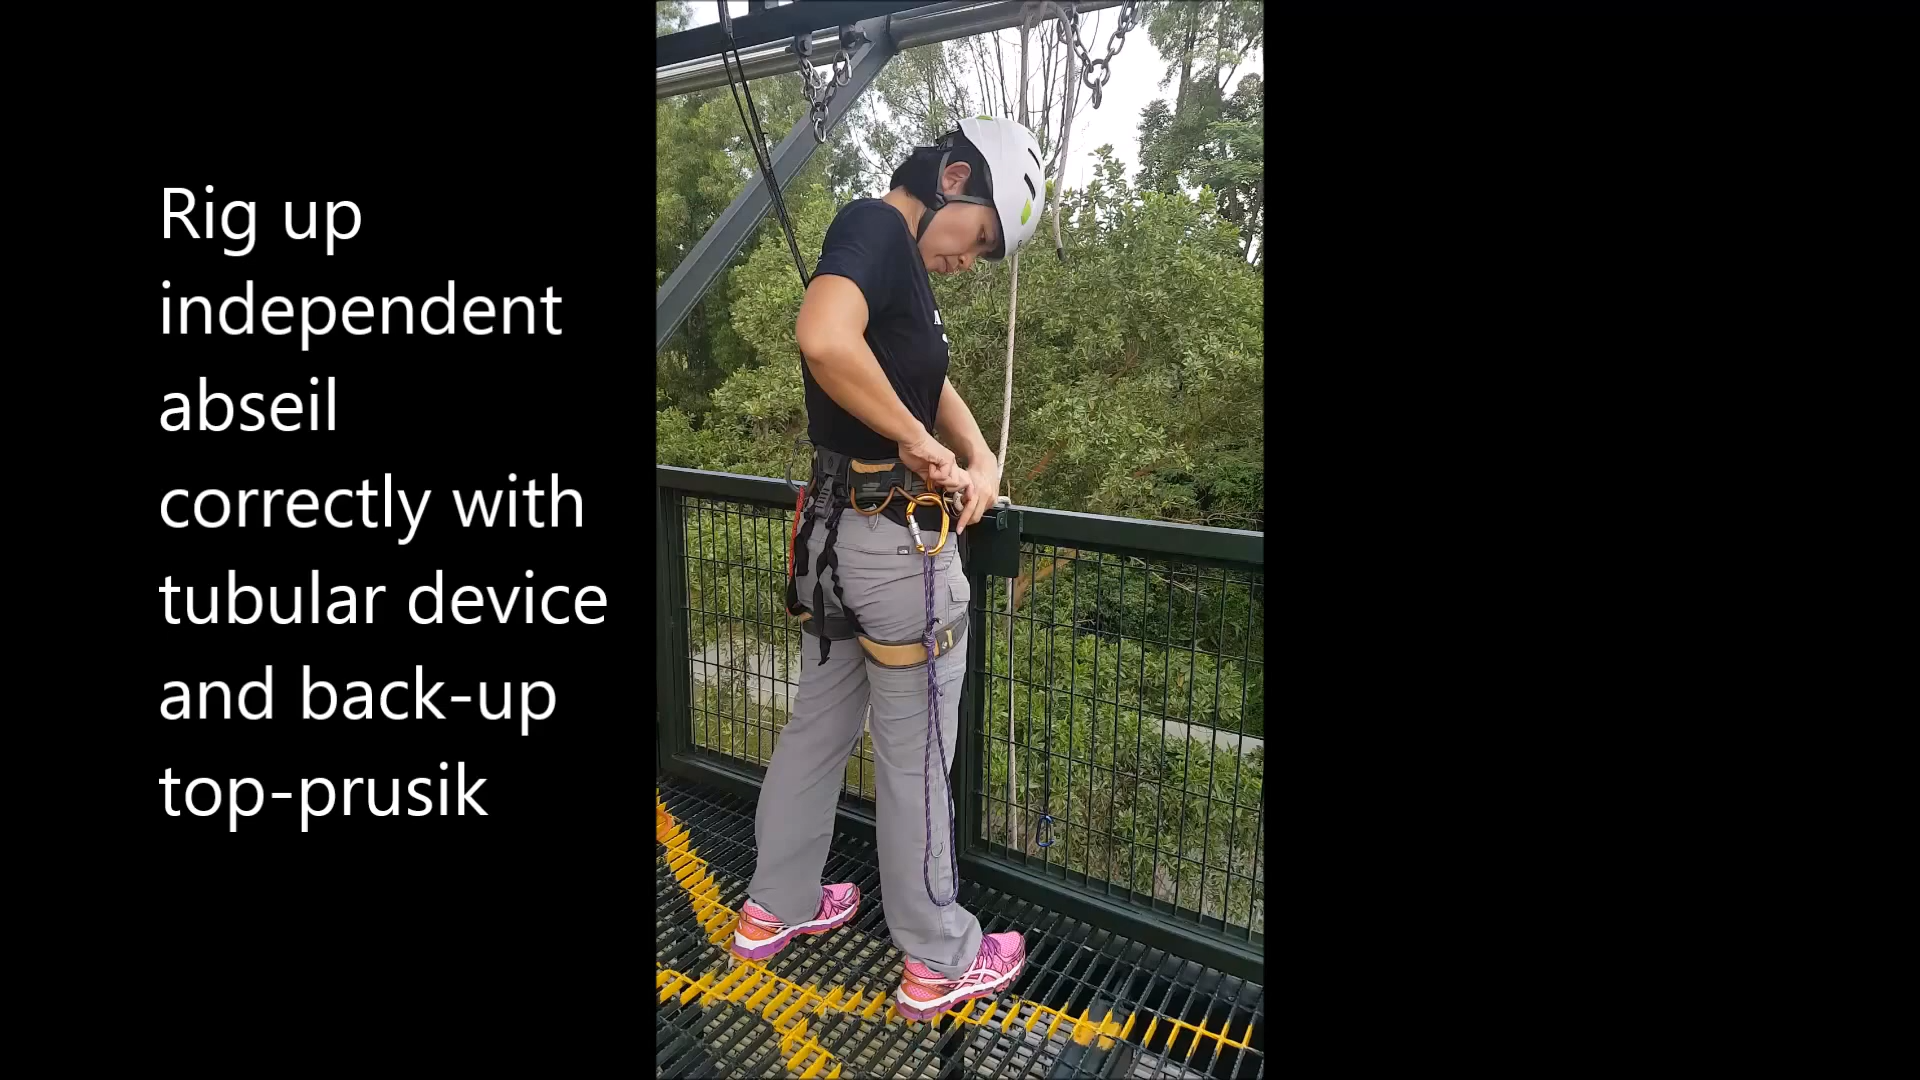 Rig up
independent
abseil
correctly with
tubular device
and back-up
top-prusik